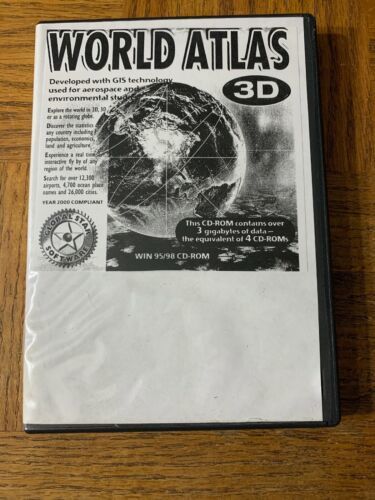 WORLD ATLAS
3D
Developed with GIS technology
used for aerospace and
environmental stud
Explore the world in 3D,
or as a rotating globe.
Discover the statistics
any country including
population, economics,
land and agriculture.
Experience a real time
interactive fly by of any
region of the world.
Search for over 12,300
airports, 4,700 ocean place
names and 26,000 cities.
YEAR 2000 COMPLIANT
GLOBAL STAR
SOFTWARE
This CD-ROM contains over
3 gigabytes of data—
the equivalent of 4 CD-ROMs
WIN 95/98 CD-ROM